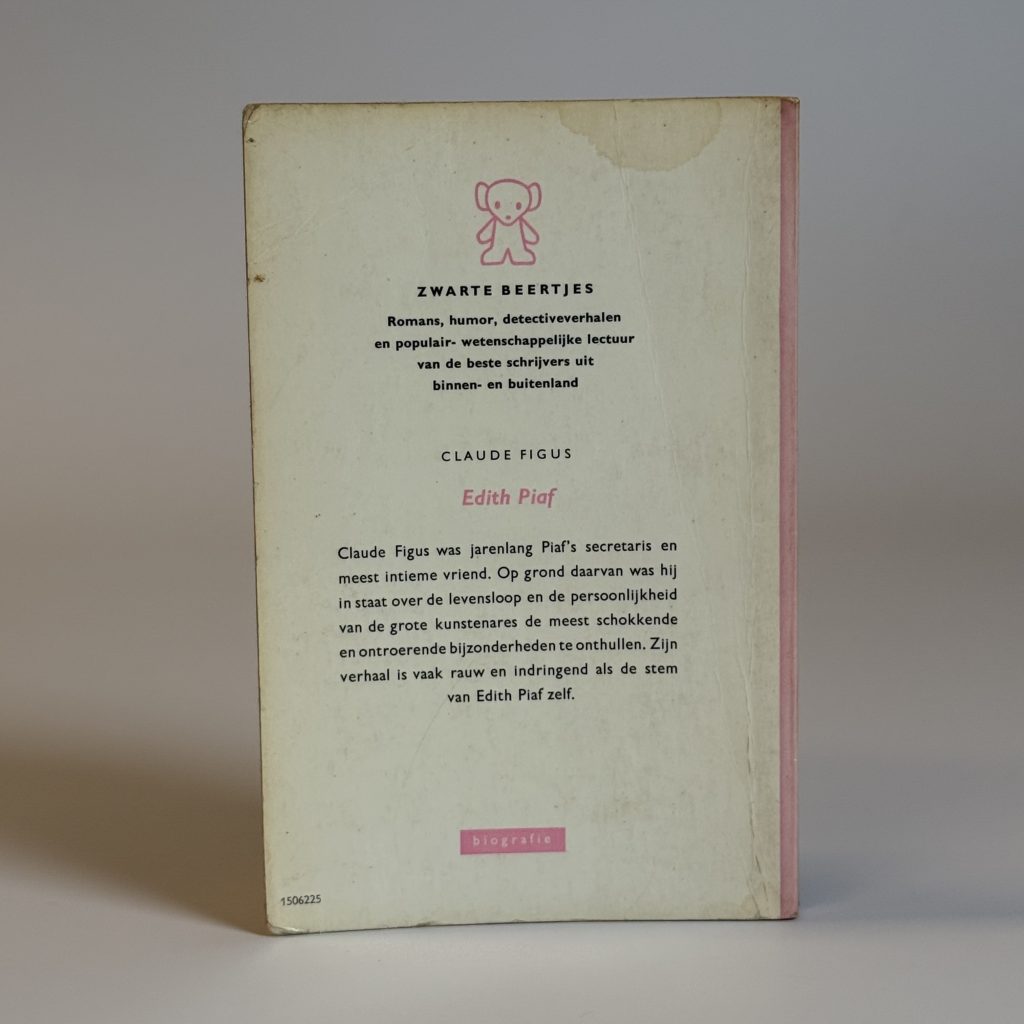 ZWARTE BEERTJES
Romans, humor, detectiveverhalen
en populair- wetenschappelijke lectuur
van de beste schrijvers uit
binnen- en buitenland
CLAUDE FIGUS
Edith Piaf
Claude Figus was jarenlang Piaf's secretaris en
meest intieme vriend. Op grond daarvan was hij
in staat over de levensloop en de persoonlijkheid
van de grote kunstenares de meest schokkende
en ontroerende bijzonderheden te onthullen. Zijn
verhaal is vaak rauw en indringend als de stem
van Edith Piaf zelf.
biografie
1506225